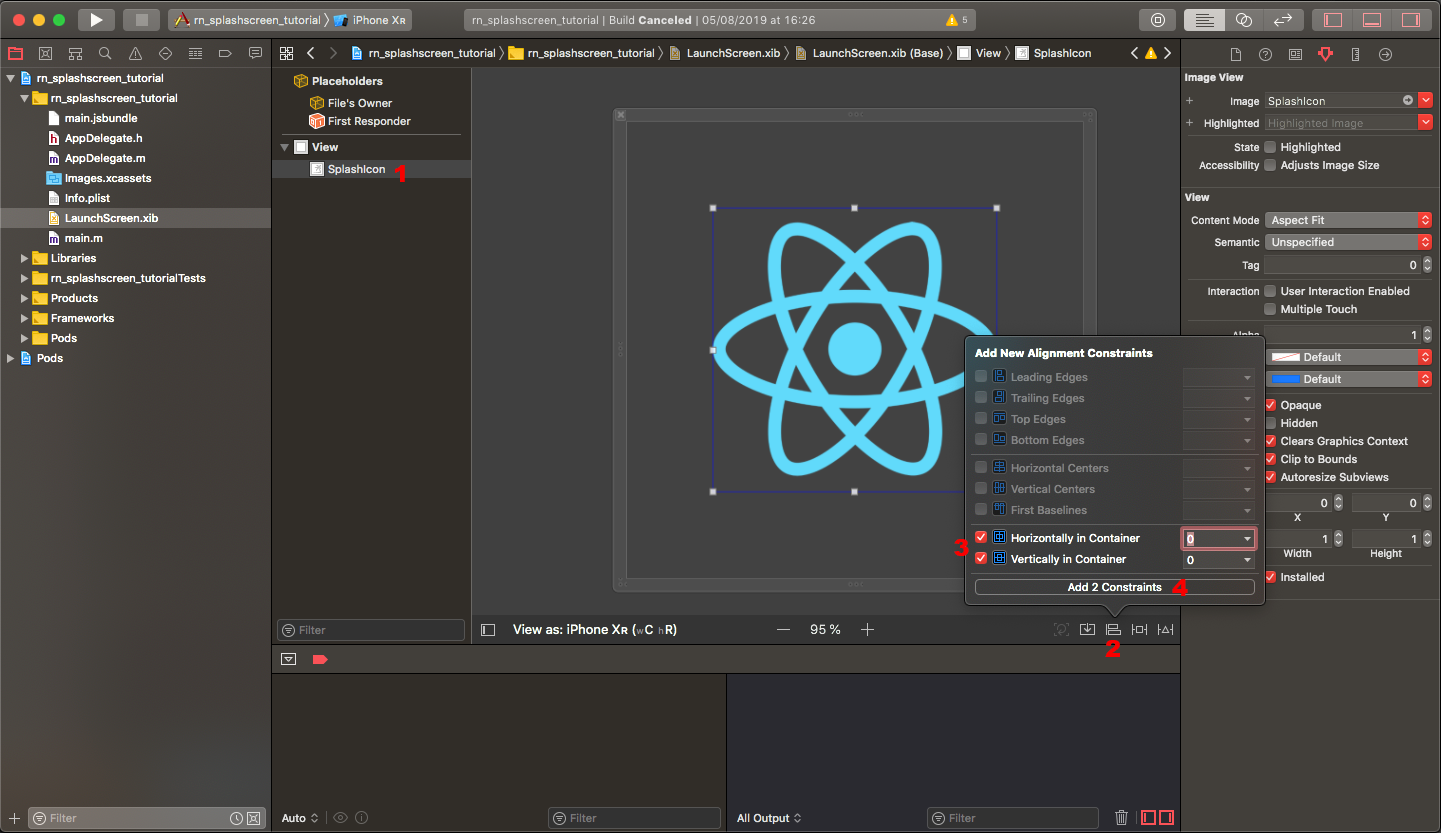 rn_splashscreen_tutorial iPhone XR
rn_splashscreen_tutorial | Build Canceled | 05/08/2019 at 16:26
5
rn_splashscreen_tutorial
rn_splashscreen_tutorial
main.jsbundle
AppDelegate.h
AppDelegate.m
Images.xcassets
Info.plist
LaunchScreen.xib
main.m
Libraries
rn_splashscreen_tutorialTests
Products
Frameworks
Pods
Pods
Filter
rn_splashscreen_tutorial rn_splashscreen_tutorial LaunchScreen.xib LaunchScreen.xib (Base) View SplashIcon
Placeholders
File's Owner
First Responder
View
SplashIcon
1
Filter
View as: iPhone XR (wC hR)
95 %
2
Add New Alignment Constraints
Leading Edges
Trailing Edges
Top Edges
Bottom Edges
Horizontal Centers
Vertical Centers
First Baselines
3
Horizontally in Container 0
Vertically in Container 0
Add 2 Constraints
4
Image View
Image SplashIcon
Highlighted Highlighted Image
State Highlighted
Accessibility Adjusts Image Size
View
Content Mode Aspect Fit
Semantic Unspecified
Tag 0
Interaction User Interaction Enabled
Multiple Touch
Alpha 1
Default
Default
Opaque
Hidden
Clears Graphics Context
Clip to Bounds
Autoresize Subviews
0 0
X Y
1 1
Width Height
Installed
Auto
Filter
All Output
Filter